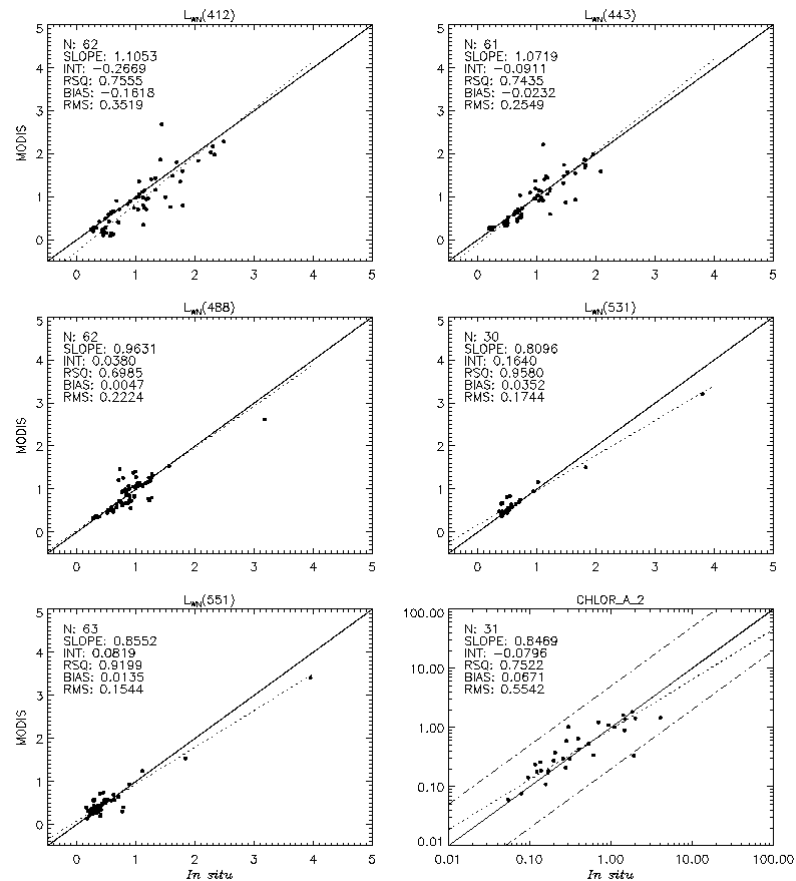 L_WN(412)
N: 62
SLOPE: 1.1053
INT: -0.2669
RSQ: 0.7555
BIAS: -0.1618
RMS: 0.3519
MODIS
5
4
3
2
1
0
0 1 2 3 4 5
L_WN(443)
N: 61
SLOPE: 1.0719
INT: -0.0911
RSQ: 0.7435
BIAS: -0.0232
RMS: 0.2549
5
4
3
2
1
0
0 1 2 3 4 5
L_WN(488)
N: 62
SLOPE: 0.9631
INT: 0.0380
RSQ: 0.6985
BIAS: 0.0047
RMS: 0.2224
MODIS
5
4
3
2
1
0
0 1 2 3 4 5
L_WN(531)
N: 30
SLOPE: 0.8096
INT: 0.1640
RSQ: 0.9580
BIAS: 0.0352
RMS: 0.1744
MODIS
5
4
3
2
1
0
0 1 2 3 4 5
L_WN(551)
N: 63
SLOPE: 0.8552
INT: 0.0819
RSQ: 0.9199
BIAS: 0.0135
RMS: 0.1544
MODIS
5
4
3
2
1
0
0 1 2 3 4 5
In situ
CHLOR_A_2
N: 31
SLOPE: 0.8469
INT: -0.0796
RSQ: 0.7522
BIAS: 0.0671
RMS: 0.5542
100.00
10.00
1.00
0.10
0.01
0.01 0.10 1.00 10.00 100.00
In situ